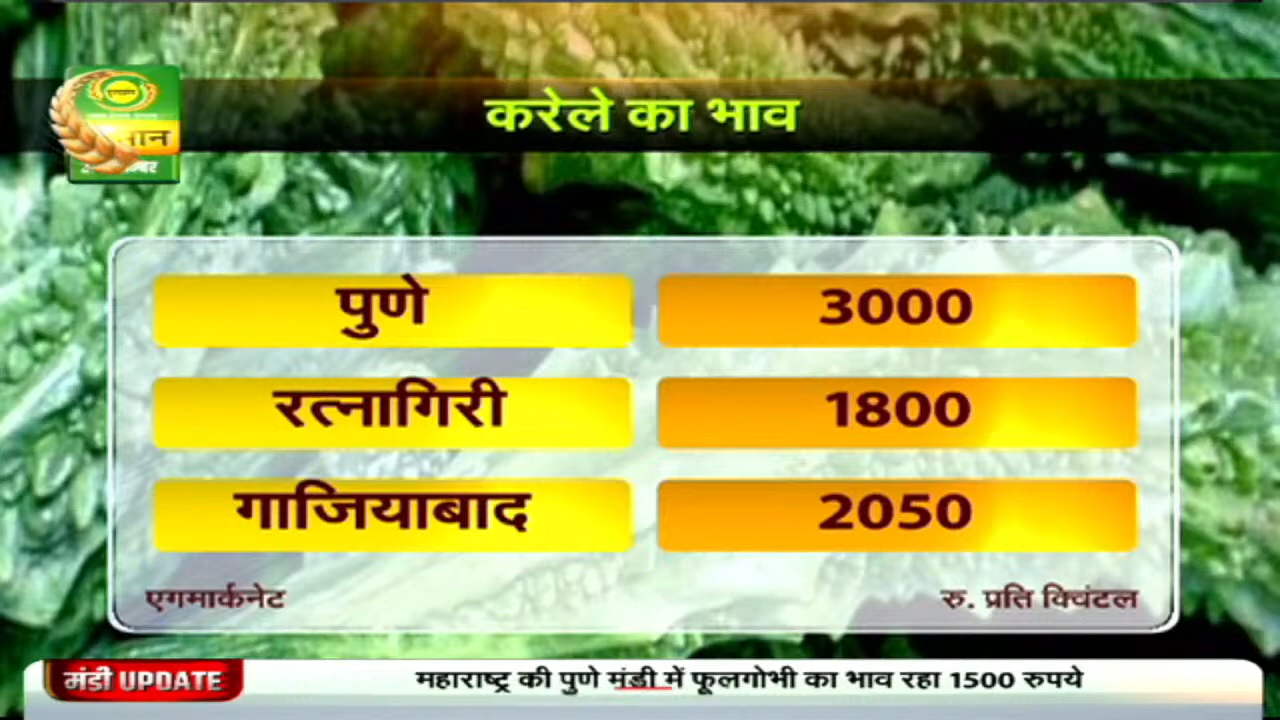 करेले का भाव
पुणे 3000
रत्नागिरी 1800
गाजियाबाद 2050
एगमार्कनेट रु. प्रति क्विंटल
मंडी UPDATE महाराष्ट्र की पुणे मंडी में फूलगोभी का भाव रहा 1500 रुपये